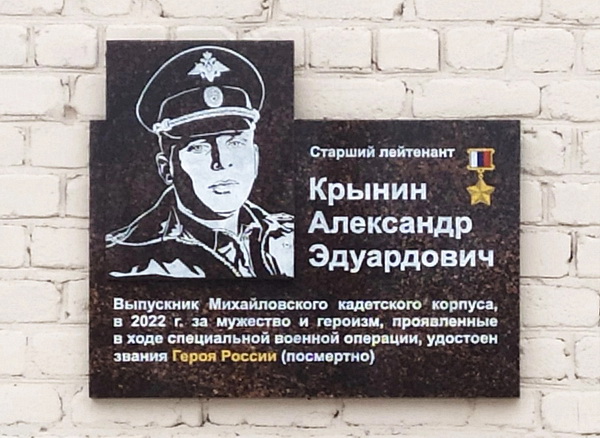 Старший лейтенант
Крынин
Александр
Эдуардович
Выпускник Михайловского кадетского корпуса,
в 2022 г. за мужество и героизм, проявленные
в ходе специальной военной операции, удостоен
звания Героя России (посмертно)